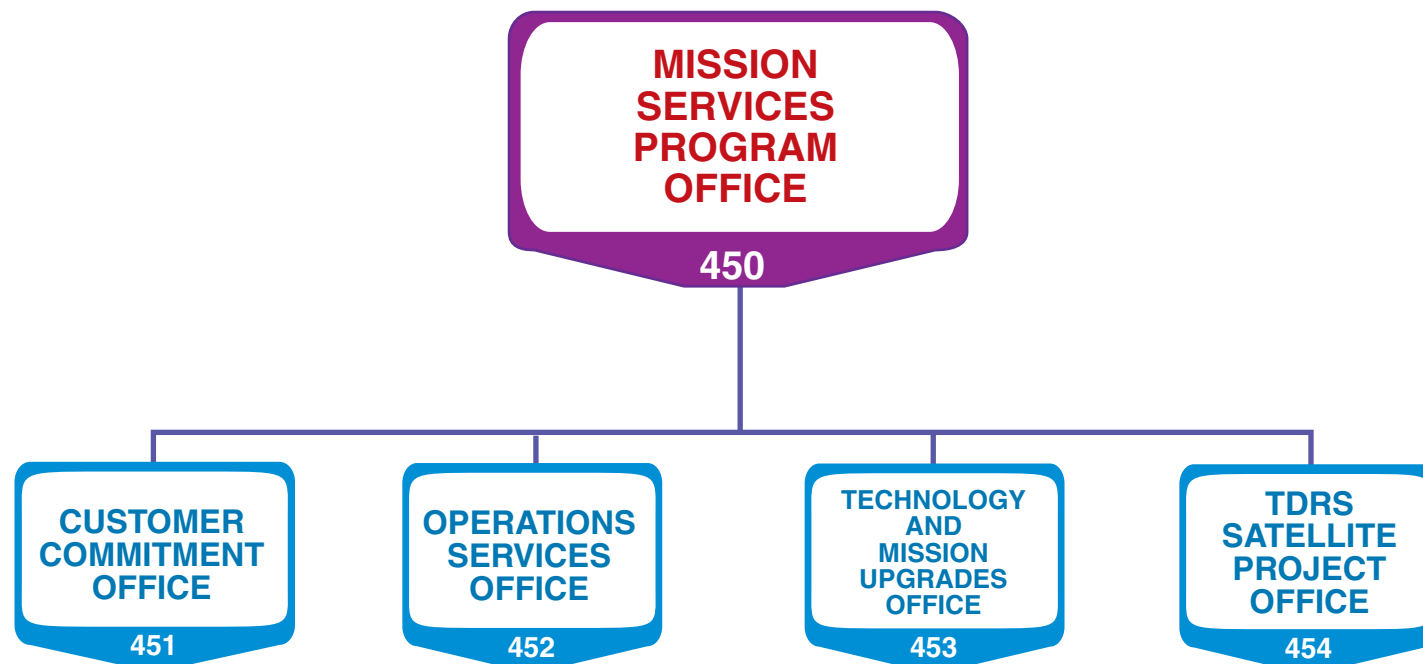 MISSION
SERVICES
PROGRAM
OFFICE
450
CUSTOMER
COMMITMENT
OFFICE
451
OPERATIONS
SERVICES
OFFICE
452
TECHNOLOGY
AND
MISSION
UPGRADES
OFFICE
453
TDRS
SATELLITE
PROJECT
OFFICE
454